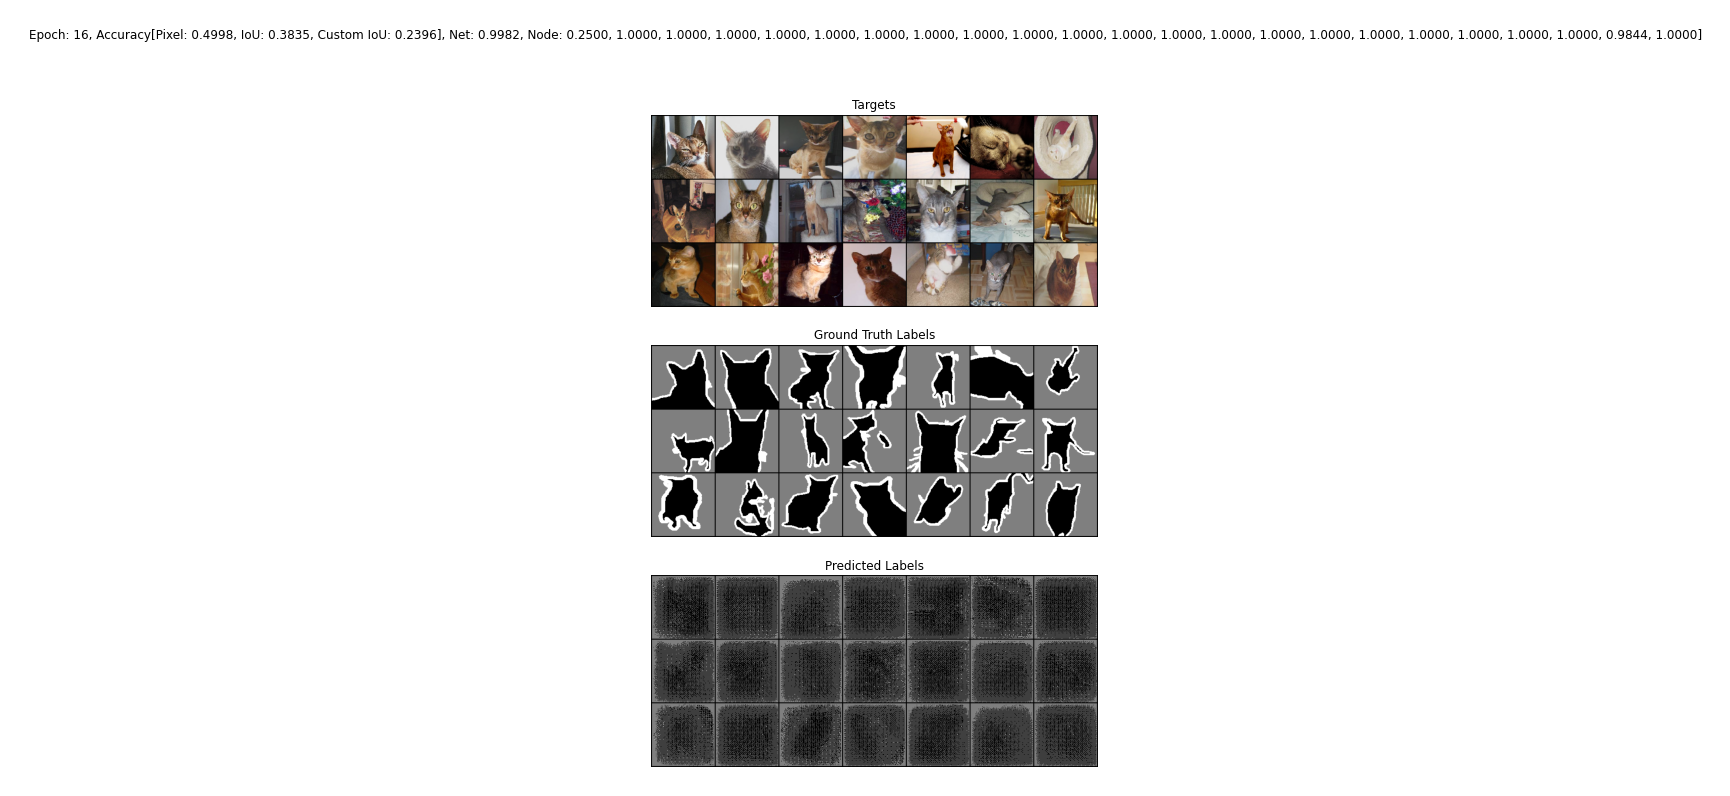 Epoch: 16, Accuracy[Pixel: 0.4998, IoU: 0.3835, Custom IoU: 0.2396], Net: 0.9982, Node: 0.2500, 1.0000, 1.0000, 1.0000, 1.0000, 1.0000, 1.0000, 1.0000, 1.0000, 1.0000, 1.0000, 1.0000, 1.0000, 1.0000, 1.0000, 1.0000, 1.0000, 1.0000, 1.0000, 1.0000, 1.0000, 0.9844, 1.0000]
Targets
Ground Truth Labels
Predicted Labels